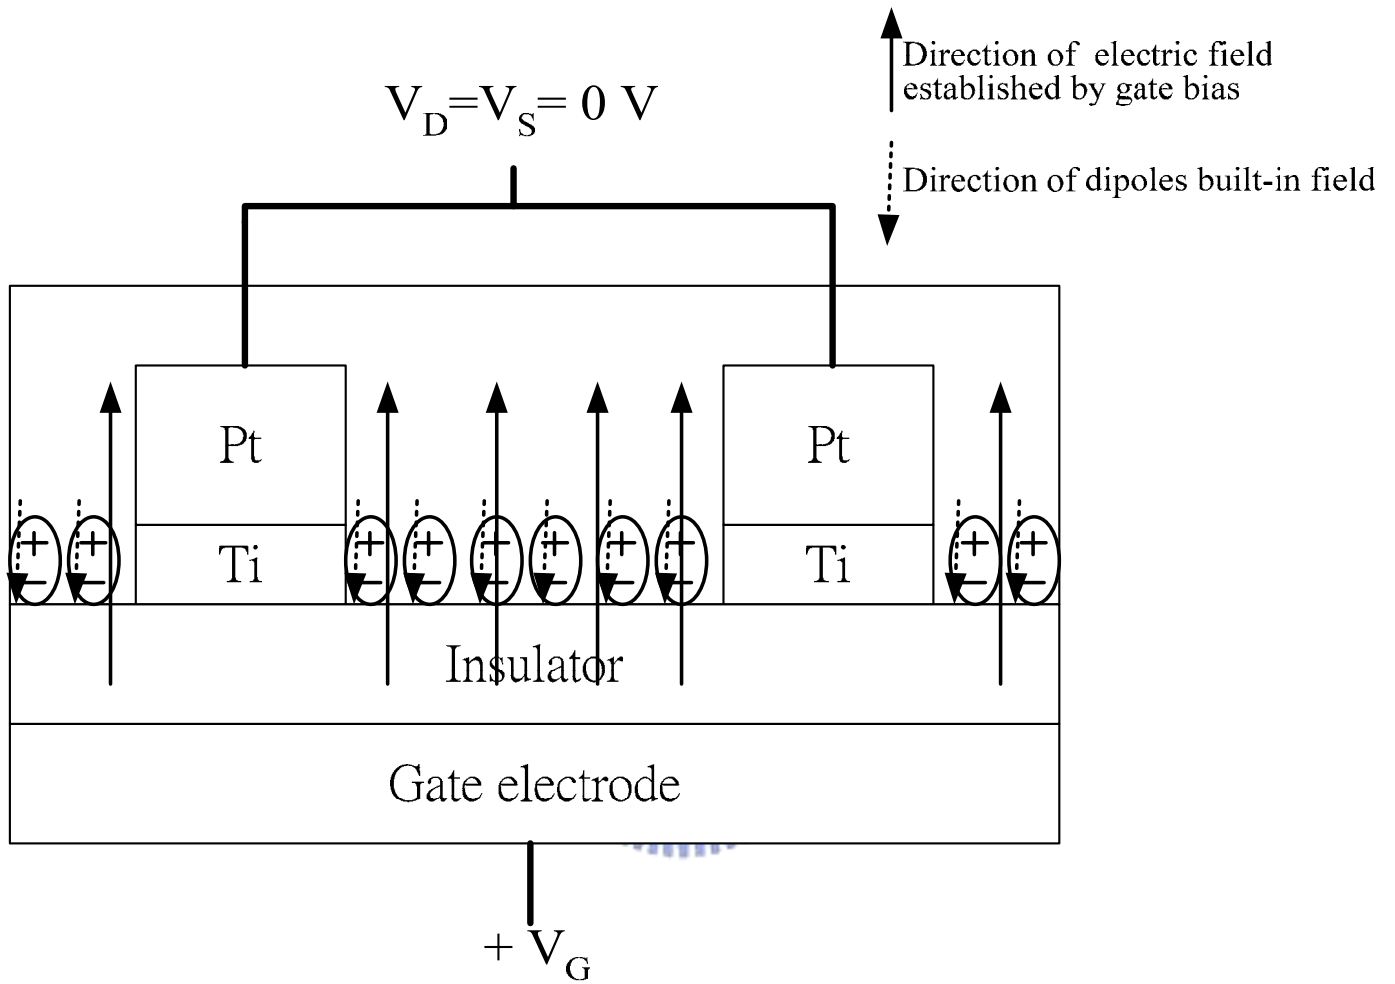 Direction of electric field
established by gate bias
V_D=V_S= 0 V
Direction of dipoles built-in field
Pt
Pt
+ + + + + + + + + +
Ti
Ti
− − − − − − − − − −
Insulator
Gate electrode
+ V_G